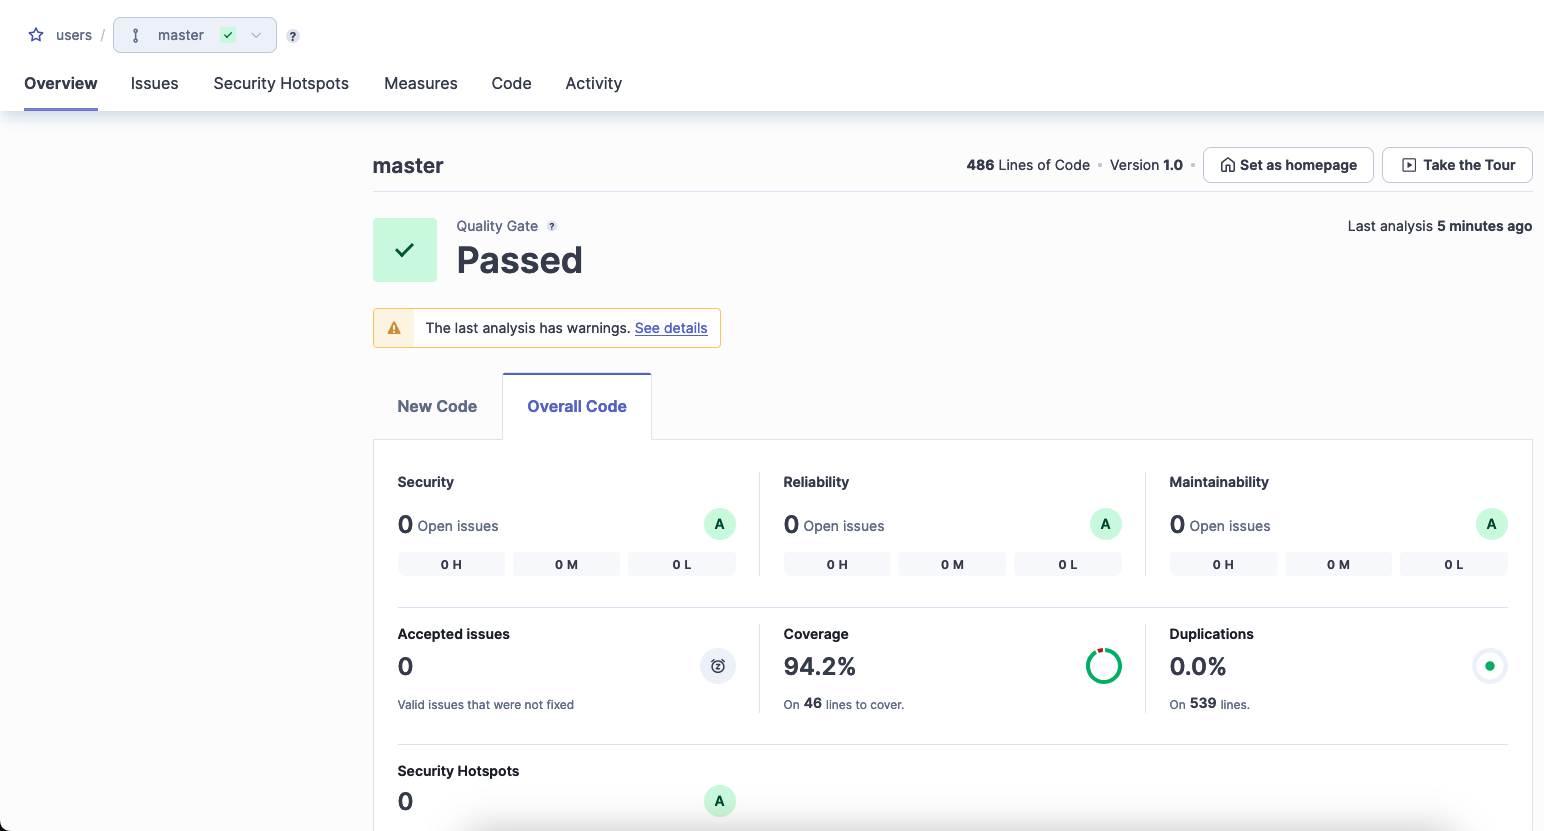 users / master ?
Overview Issues Security Hotspots Measures Code Activity
master 486 Lines of Code • Version 1.0 • Set as homepage Take the Tour
Quality Gate ? Last analysis 5 minutes ago
Passed
The last analysis has warnings. See details
New Code Overall Code
Security Reliability Maintainability
0 Open issues A 0 Open issues A 0 Open issues A
0 H 0 M 0 L 0 H 0 M 0 L 0 H 0 M 0 L
Accepted issues Coverage Duplications
0 94.2% 0.0%
Valid issues that were not fixed On 46 lines to cover. On 539 lines.
Security Hotspots
0 A